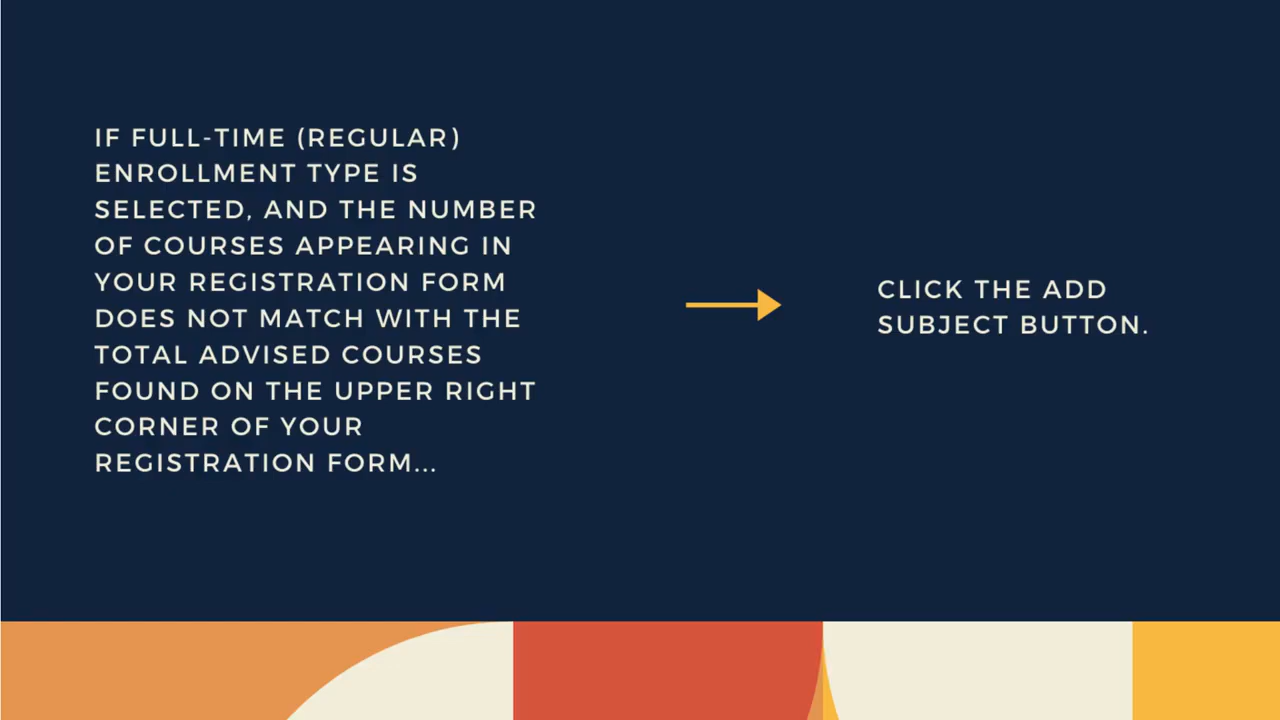 IF FULL-TIME (REGULAR)
ENROLLMENT TYPE IS
SELECTED, AND THE NUMBER
OF COURSES APPEARING IN
YOUR REGISTRATION FORM
DOES NOT MATCH WITH THE
TOTAL ADVISED COURSES
FOUND ON THE UPPER RIGHT
CORNER OF YOUR
REGISTRATION FORM...
CLICK THE ADD
SUBJECT BUTTON.